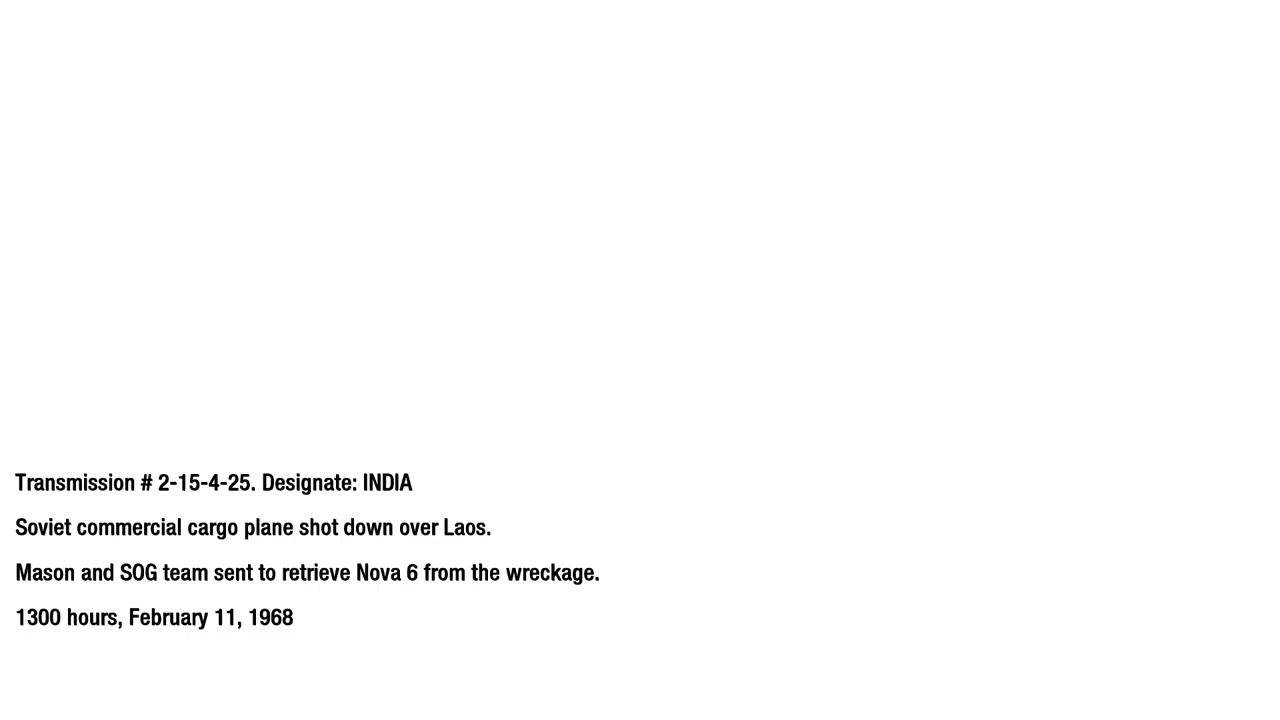 Transmission # 2-15-4-25. Designate: INDIA
Soviet commercial cargo plane shot down over Laos.
Mason and SOG team sent to retrieve Nova 6 from the wreckage.
1300 hours, February 11, 1968